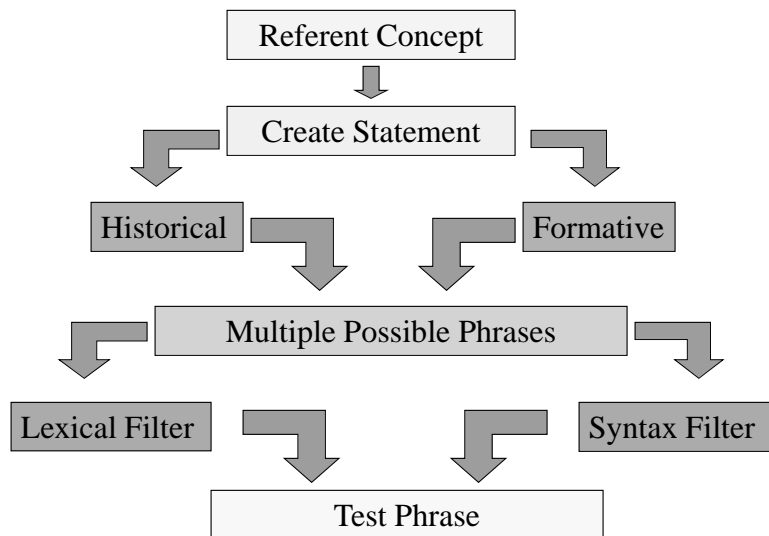 Referent Concept
Create Statement
Historical
Formative
Multiple Possible Phrases
Lexical Filter
Syntax Filter
Test Phrase